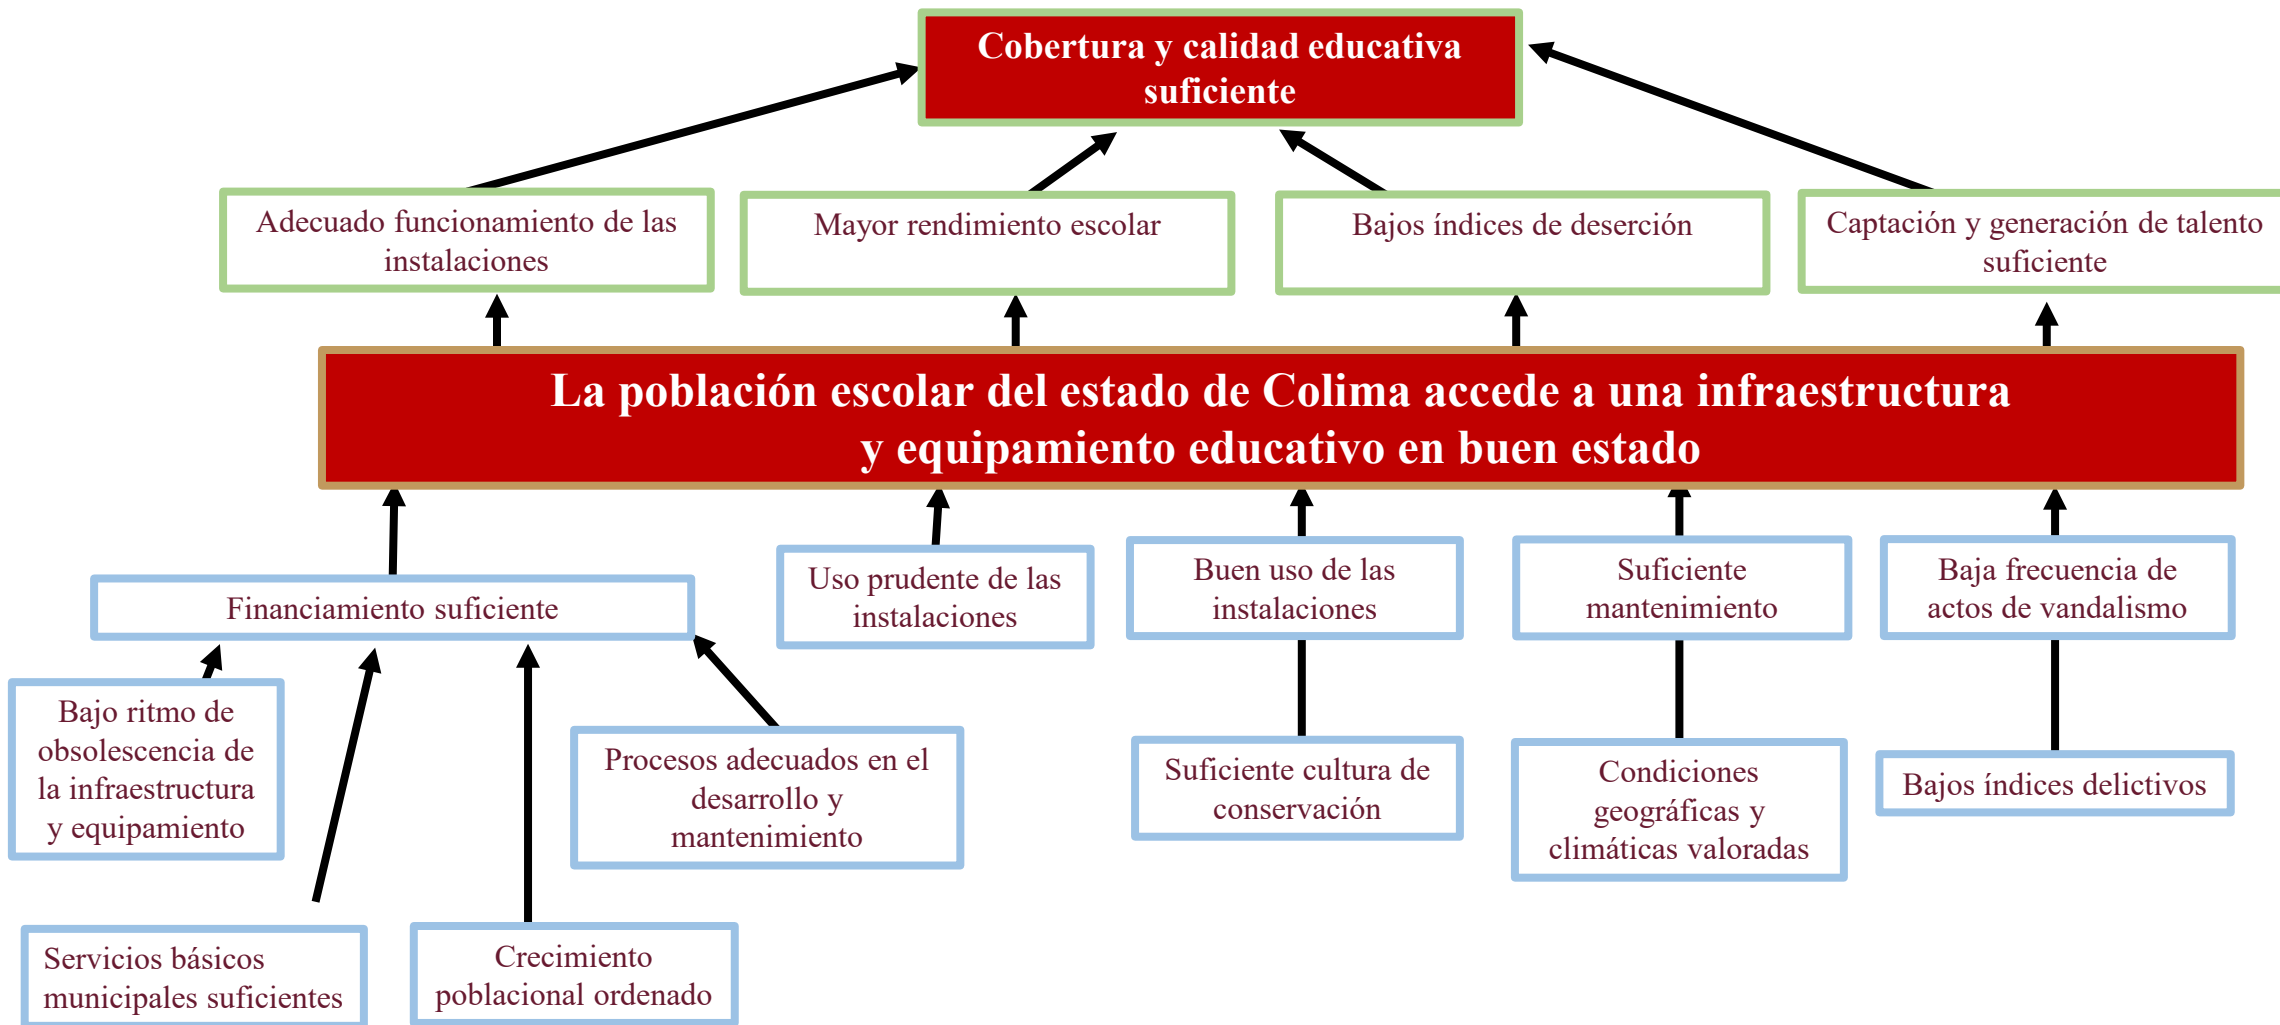 Cobertura y calidad educativa
suficiente
Adecuado funcionamiento de las
instalaciones
Mayor rendimiento escolar
Bajos índices de deserción
Captación y generación de talento
suficiente
La población escolar del estado de Colima accede a una infraestructura
y equipamiento educativo en buen estado
Financiamiento suficiente
Uso prudente de las
instalaciones
Buen uso de las
instalaciones
Suficiente
mantenimiento
Baja frecuencia de
actos de vandalismo
Bajo ritmo de
obsolescencia de
la infraestructura
y equipamiento
Procesos adecuados en el
desarrollo y
mantenimiento
Suficiente cultura de
conservación
Condiciones
geográficas y
climáticas valoradas
Bajos índices delictivos
Servicios básicos
municipales suficientes
Crecimiento
poblacional ordenado